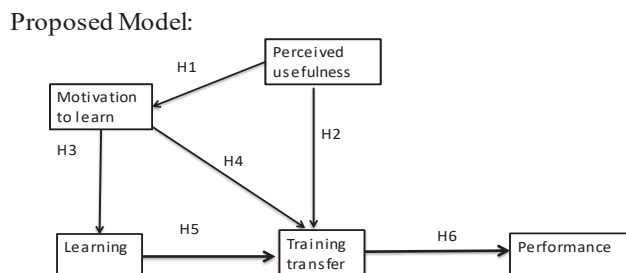 Proposed Model:
Perceived
usefulness
H1
Motivation
to learn
H2
H3
H4
H5
H6
Learning
Training
transfer
Performance